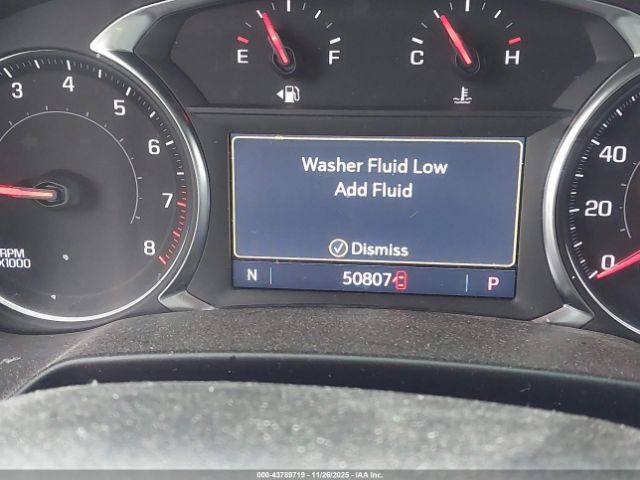 E F C H
3 4 5 6 7 8
RPM
X1000
Washer Fluid Low
Add Fluid
Dismiss
N 50807 P
40
20
0
000-43789719 - 11/26/2025 - IAA Inc.